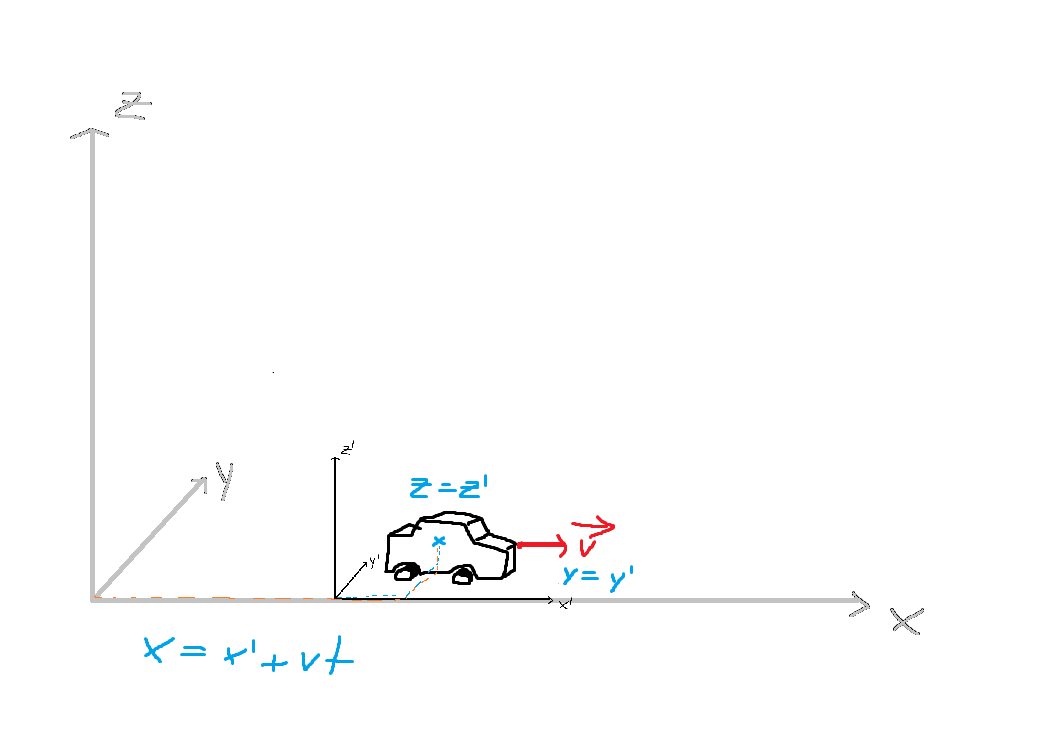 z
y
z'
z = z'
y'
v
y = y'
x'
x
x = x' + vt